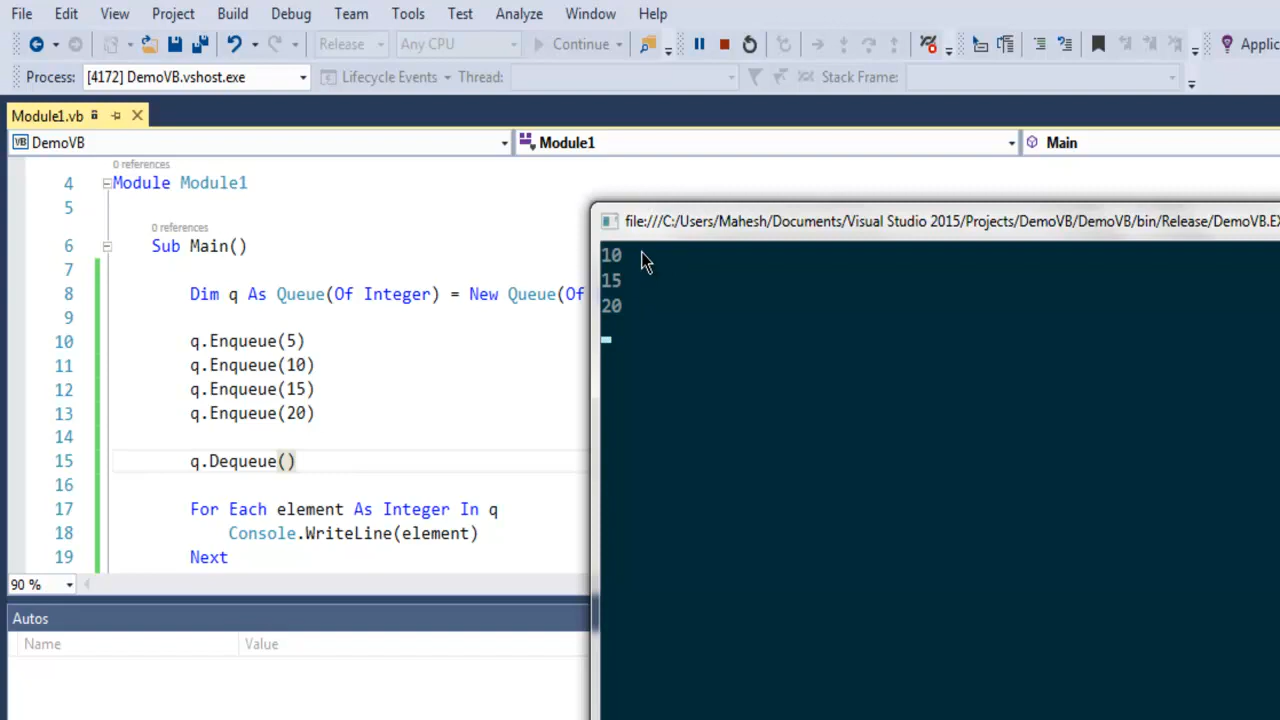 File Edit View Project Build Debug Team Tools Test Analyze Window Help
Release Any CPU Continue Applic
Process: [4172] DemoVB.vshost.exe Lifecycle Events Thread: Stack Frame:
Module1.vb
VB DemoVB Module1 Main
0 references
4 Module Module1
5
0 references
6 Sub Main()
7
8 Dim q As Queue(Of Integer) = New Queue(Of
9
10 q.Enqueue(5)
11 q.Enqueue(10)
12 q.Enqueue(15)
13 q.Enqueue(20)
14
15 q.Dequeue()
16
17 For Each element As Integer In q
18 Console.WriteLine(element)
19 Next
90 %
Autos
Name Value
file:///C:/Users/Mahesh/Documents/Visual Studio 2015/Projects/DemoVB/DemoVB/bin/Release/DemoVB.EX
10
15
20